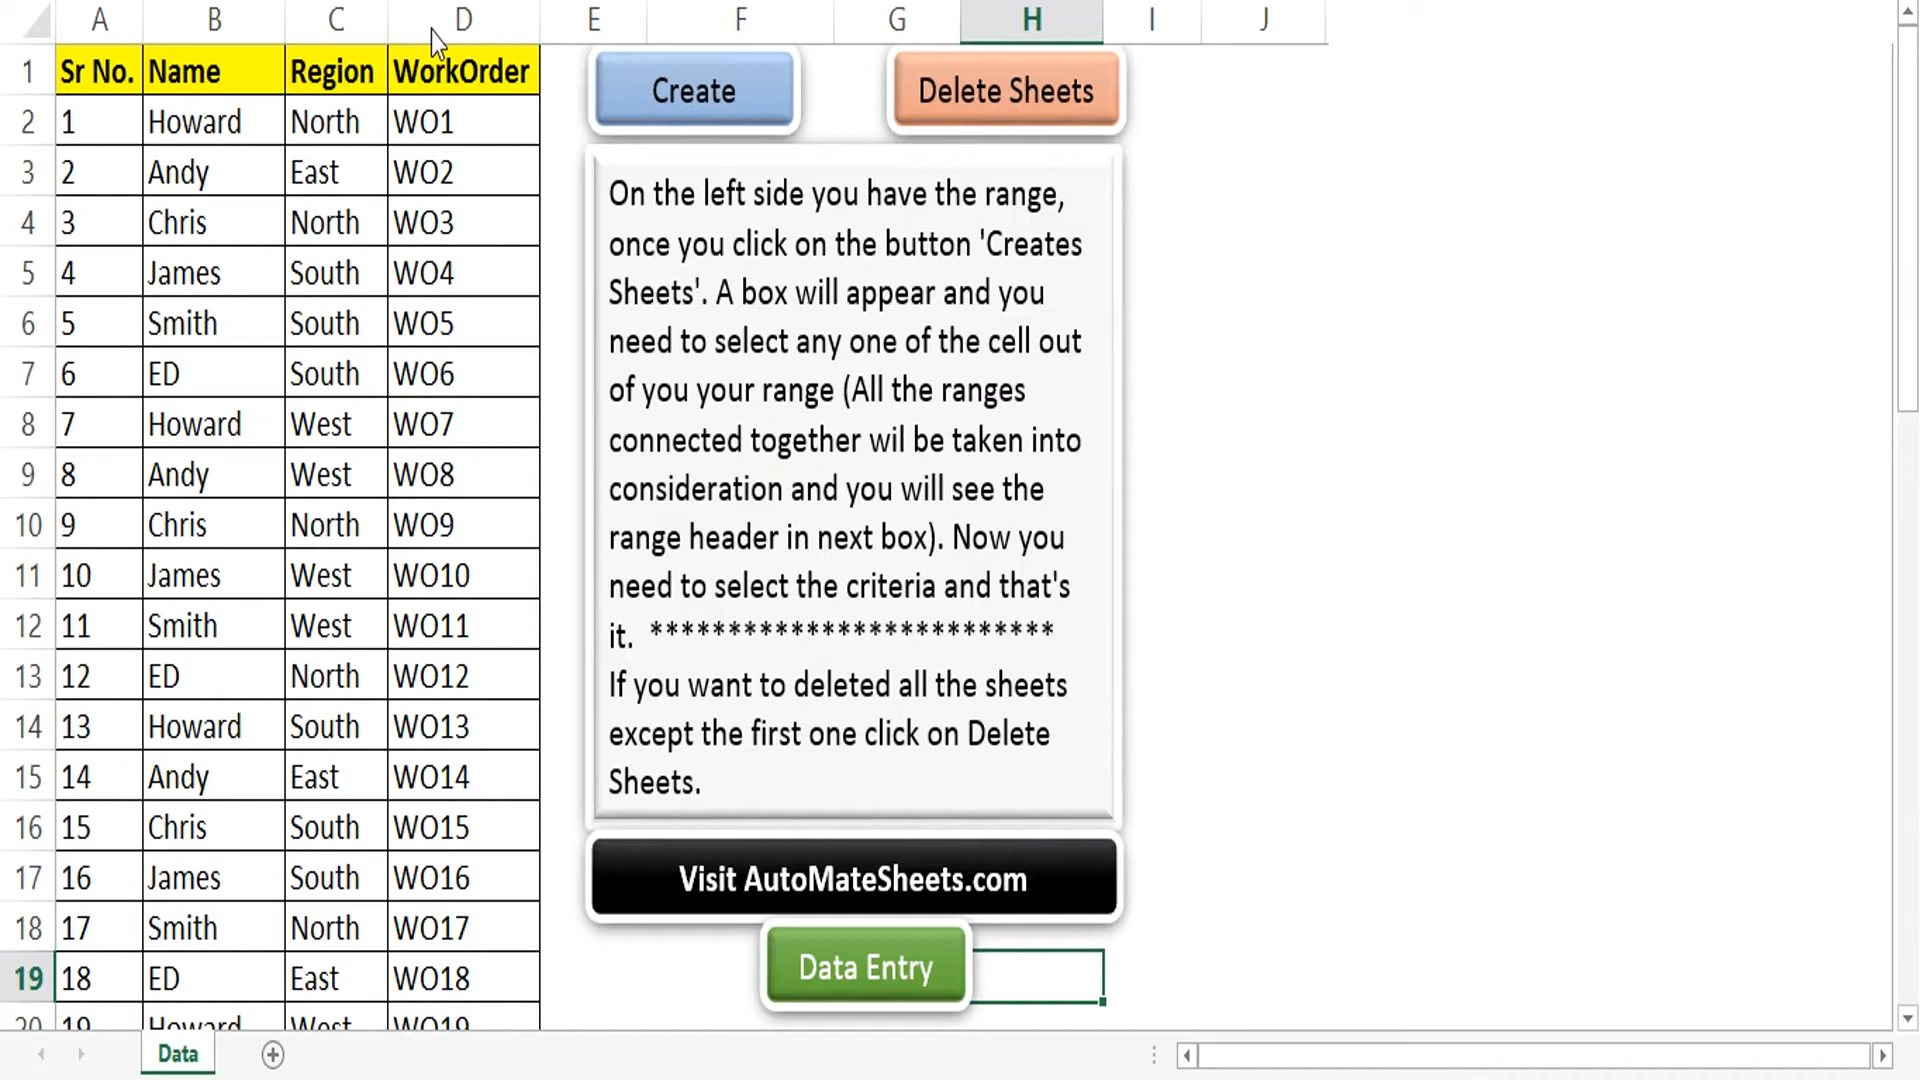 A B C D E F G H I J
1 Sr No. Name Region WorkOrder
2 1 Howard North WO1
3 2 Andy East WO2
4 3 Chris North WO3
5 4 James South WO4
6 5 Smith South WO5
7 6 ED South WO6
8 7 Howard West WO7
9 8 Andy West WO8
10 9 Chris North WO9
11 10 James West WO10
12 11 Smith West WO11
13 12 ED North WO12
14 13 Howard South WO13
15 14 Andy East WO14
16 15 Chris South WO15
17 16 James South WO16
18 17 Smith North WO17
19 18 ED East WO18
20 19 Howard West WO19
Create
Delete Sheets
On the left side you have the range,
once you click on the button 'Creates
Sheets'. A box will appear and you
need to select any one of the cell out
of you your range (All the ranges
connected together wil be taken into
consideration and you will see the
range header in next box). Now you
need to select the criteria and that's
it. **************************
If you want to deleted all the sheets
except the first one click on Delete
Sheets.
Visit AutoMateSheets.com
Data Entry
Data